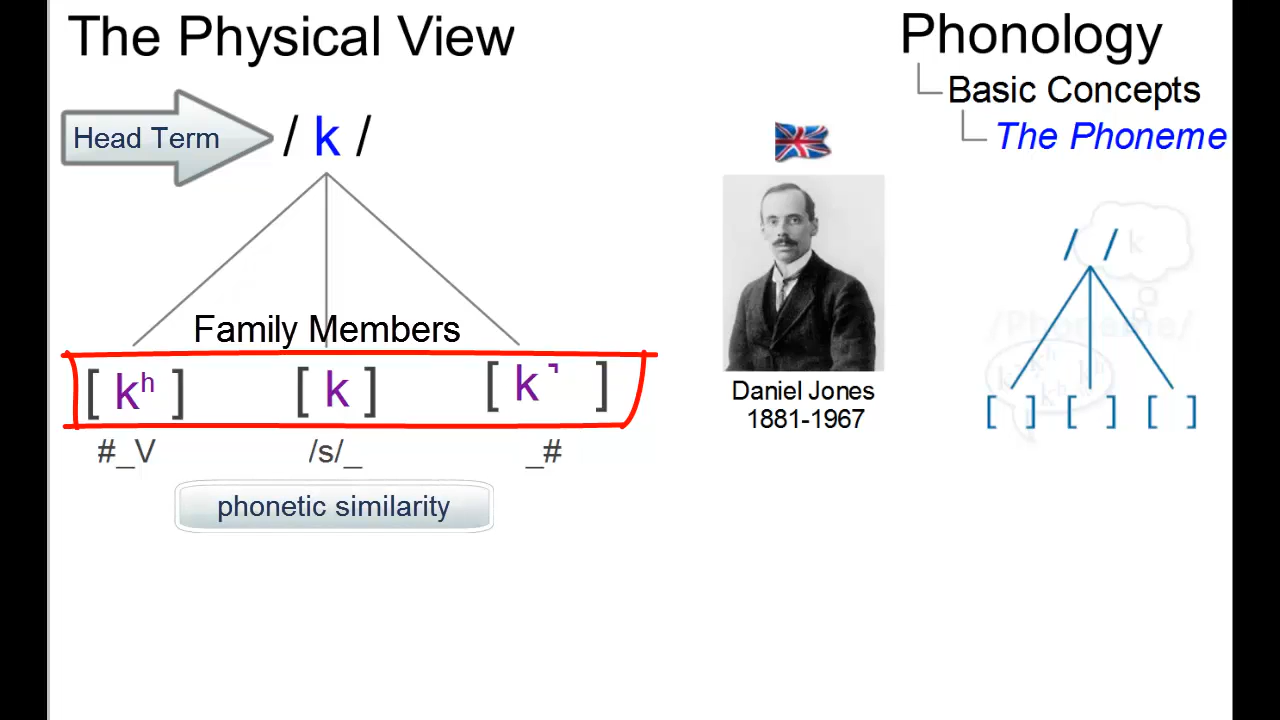 The Physical View
Head Term
/ k /
Family Members
[ kʰ ] [ k ] [ k ̚ ]
#_V /s/_ _#
phonetic similarity
Daniel Jones
1881-1967
Phonology
Basic Concepts
The Phoneme
/ / k
/Phoneme/
[ ] [ ] [ ]